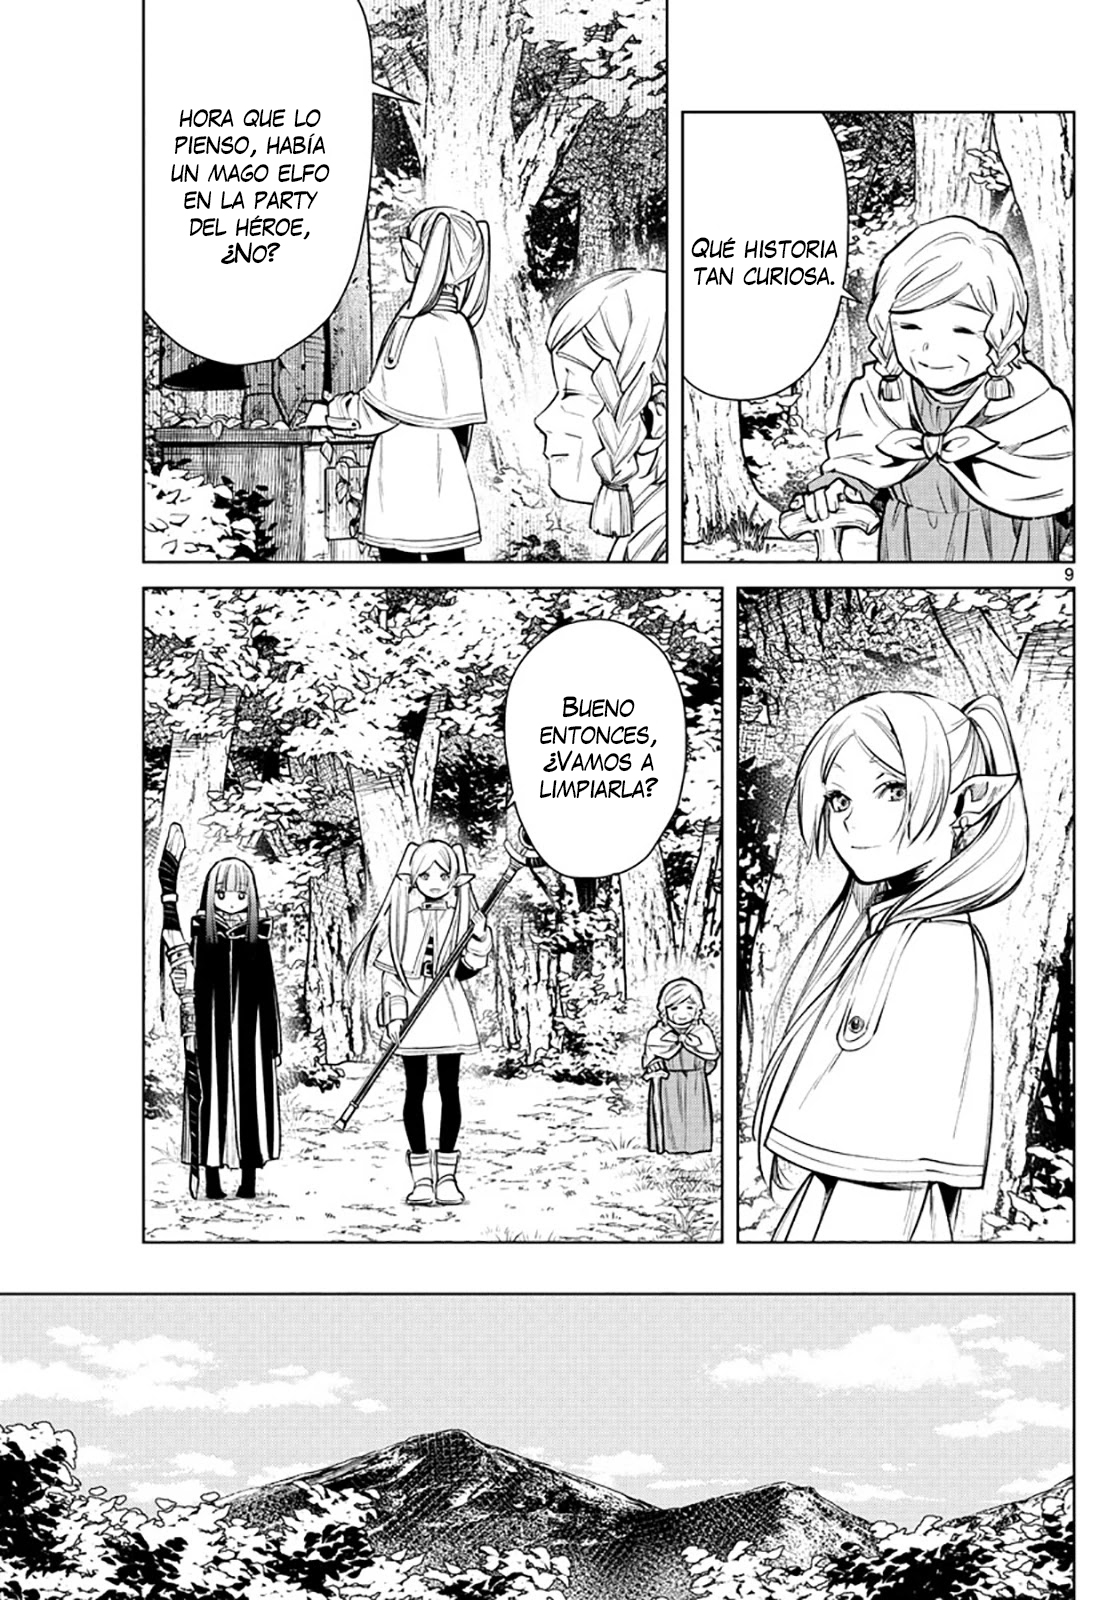 QUÉ HISTORIA
TAN CURIOSA.
HORA QUE LO
PIENSO, HABÍA
UN MAGO ELFO
EN LA PARTY
DEL HÉROE,
¿NO?
9
BUENO
ENTONCES,
¿VAMOS A
LIMPIARLA?